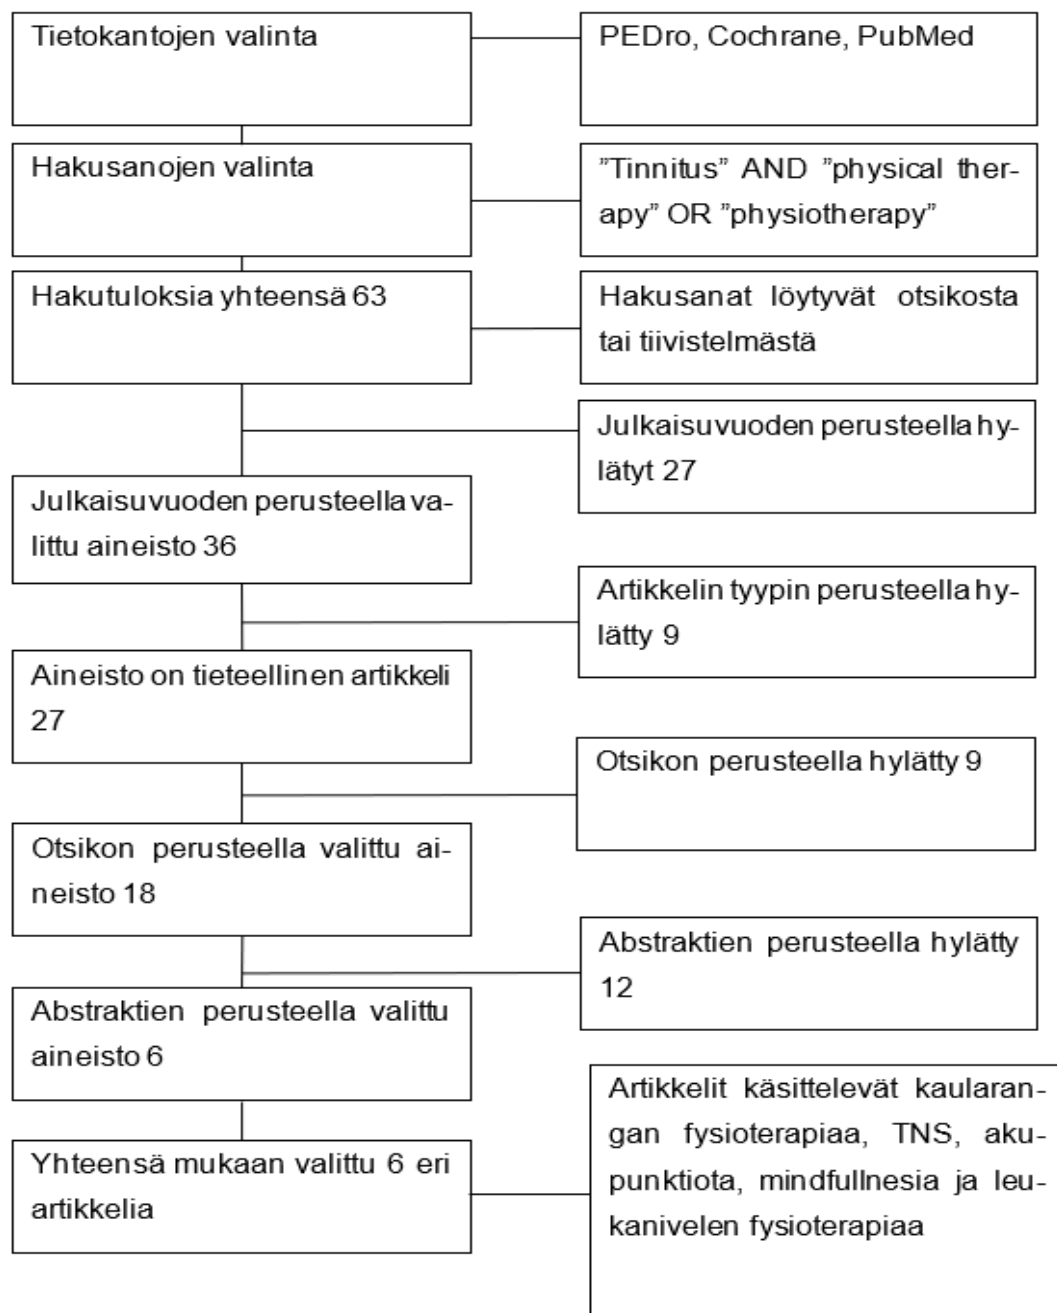 Tietokantojen valinta
PEDro, Cochrane, PubMed
Hakusanojen valinta
”Tinnitus” AND ”physical ther-
apy” OR ”physiotherapy”
Hakutuloksia yhteensä 63
Hakusanat löytyvät otsikosta
tai tiivistelmästä
Julkaisuvuoden perusteella hy-
lätyt 27
Julkaisuvuoden perusteella va-
littu aineisto 36
Artikkelin tyypin perusteella hy-
lätty 9
Aineisto on tieteellinen artikkeli
27
Otsikon perusteella hylätty 9
Otsikon perusteella valittu ai-
neisto 18
Abstraktien perusteella hylätty
12
Abstraktien perusteella valittu
aineisto 6
Artikkelit käsittelevät kaularan-
gan fysioterapiaa, TNS, aku-
punktiota, mindfullnesia ja leu-
kanivelen fysioterapiaa
Yhteensä mukaan valittu 6 eri
artikkelia